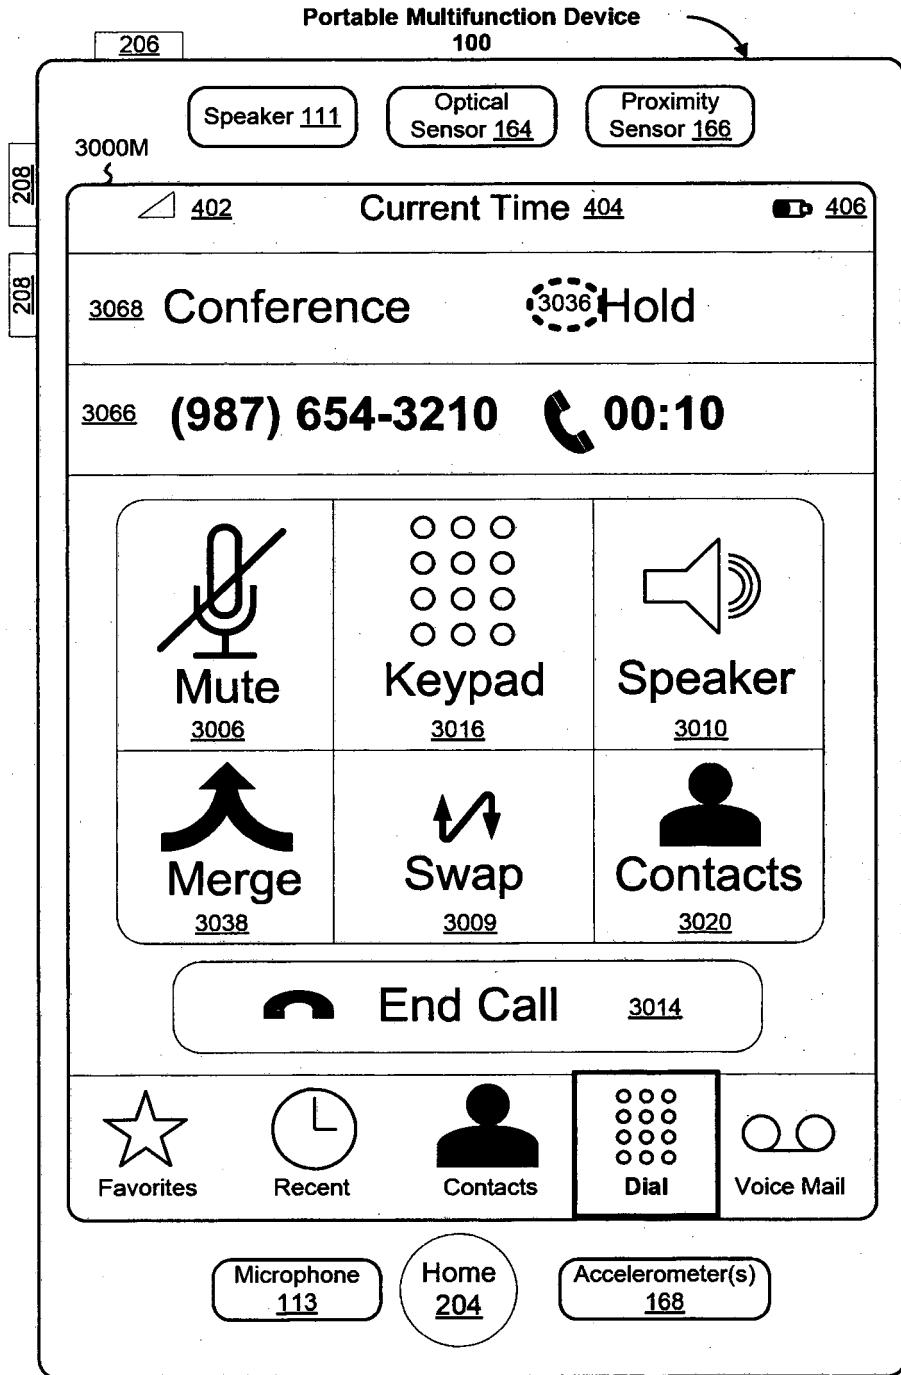 Portable Multifunction Device
100
206
Speaker 111
Optical
Sensor 164
Proximity
Sensor 166
3000M
208
208
402
Current Time 404
406
3068 Conference 3036 Hold
3066 (987) 654-3210 00:10
Mute
3006
Keypad
3016
Speaker
3010
Merge
3038
Swap
3009
Contacts
3020
End Call 3014
Favorites
Recent
Contacts
Dial
Voice Mail
Microphone
113
Home
204
Accelerometer(s)
168